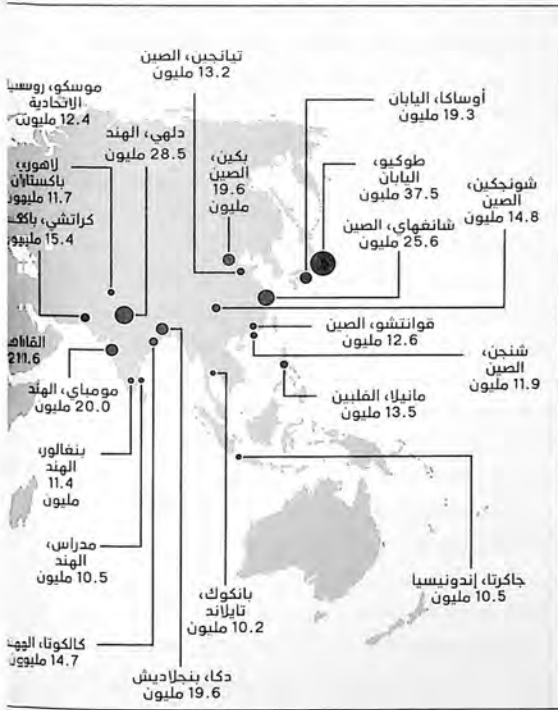 تيانجين، الصين
13.2 مليون
موسكو، روسيا
الاتحادية
12.4 مليون
أوساكا، اليابان
19.3 مليون
دلهي، الهند
28.5 مليون
بكين،
الصين
19.6
مليون
طوكيو،
اليابان
37.5 مليون
شونجكين،
الصين
14.8 مليون
لاهور،
باكستان
11.7 مليون
شانغهاي، الصين
25.6 مليون
كراتشي،
15.4 مليون
قوانتشو، الصين
12.6 مليون
شنجن،
الصين
11.9 مليون
مومباي، الهند
20.0 مليون
مانيلا، الفلبين
13.5 مليون
بنغالور،
الهند
11.4
مليون
مدراس،
الهند
10.5 مليون
بانكوك،
تايلاند
10.2 مليون
جاكرتا، إندونيسيا
10.5 مليون
كالكوتا، الهند
14.7 مليون
دكا، بنجلاديش
19.6 مليون